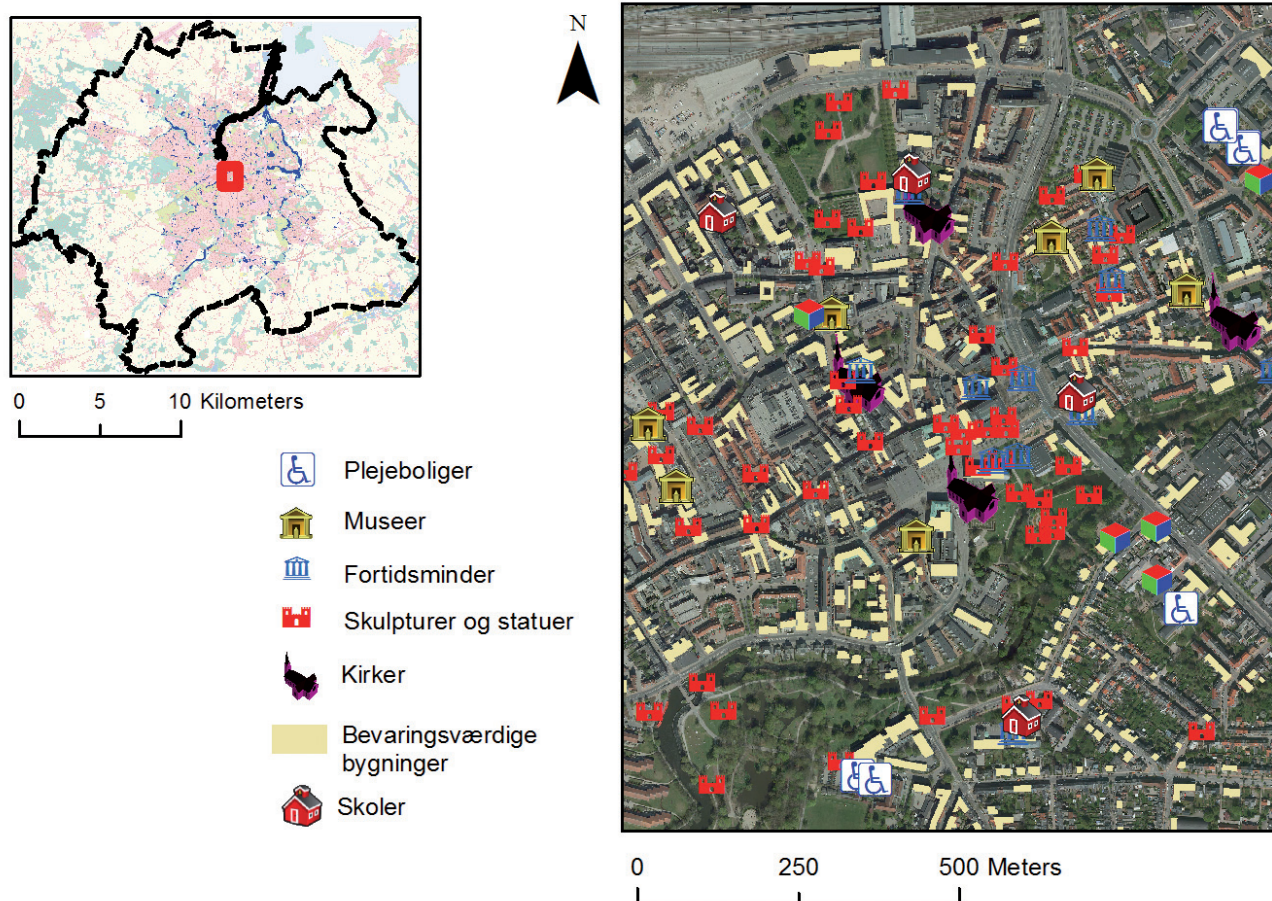 N
0 5 10 Kilometers
Plejeboliger
Museer
Fortidsminder
Skulpturer og statuer
Kirker
Bevaringsværdige
bygninger
Skoler
0 250 500 Meters